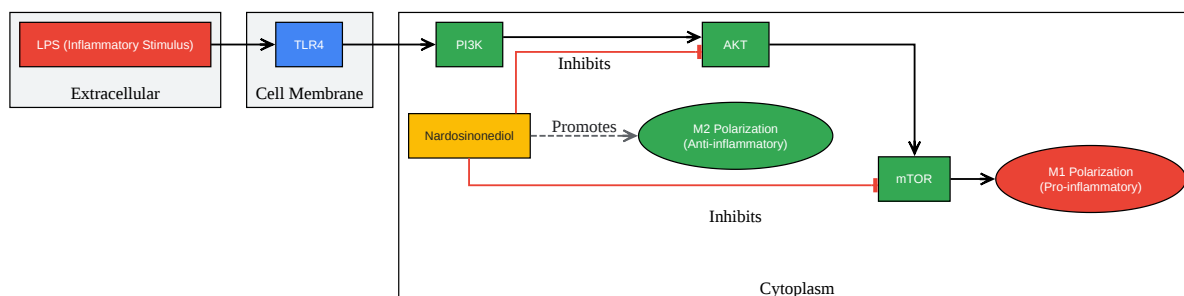 LPS (Inflammatory Stimulus)
Extracellular
TLR4
Cell Membrane
PI3K
AKT
Inhibits
Nardosinonediol
Promotes
M2 Polarization
(Anti-inflammatory)
mTOR
M1 Polarization
(Pro-inflammatory)
Inhibits
Cytoplasm